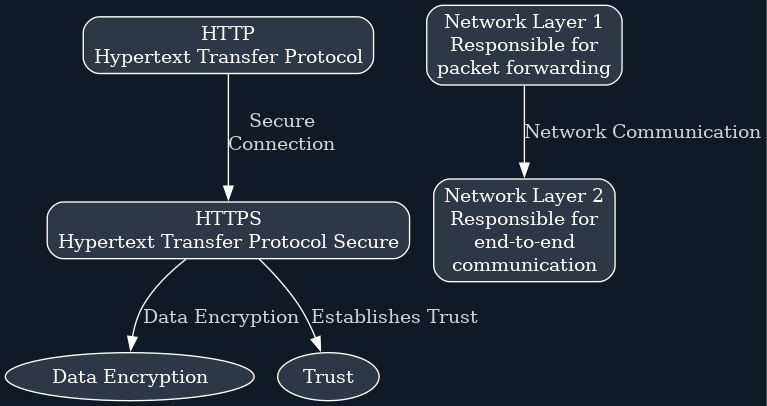 HTTP
Hypertext Transfer Protocol
Secure
Connection
HTTPS
Hypertext Transfer Protocol Secure
Data Encryption
Establishes Trust
Data Encryption
Trust
Network Layer 1
Responsible for
packet forwarding
Network Communication
Network Layer 2
Responsible for
end-to-end
communication